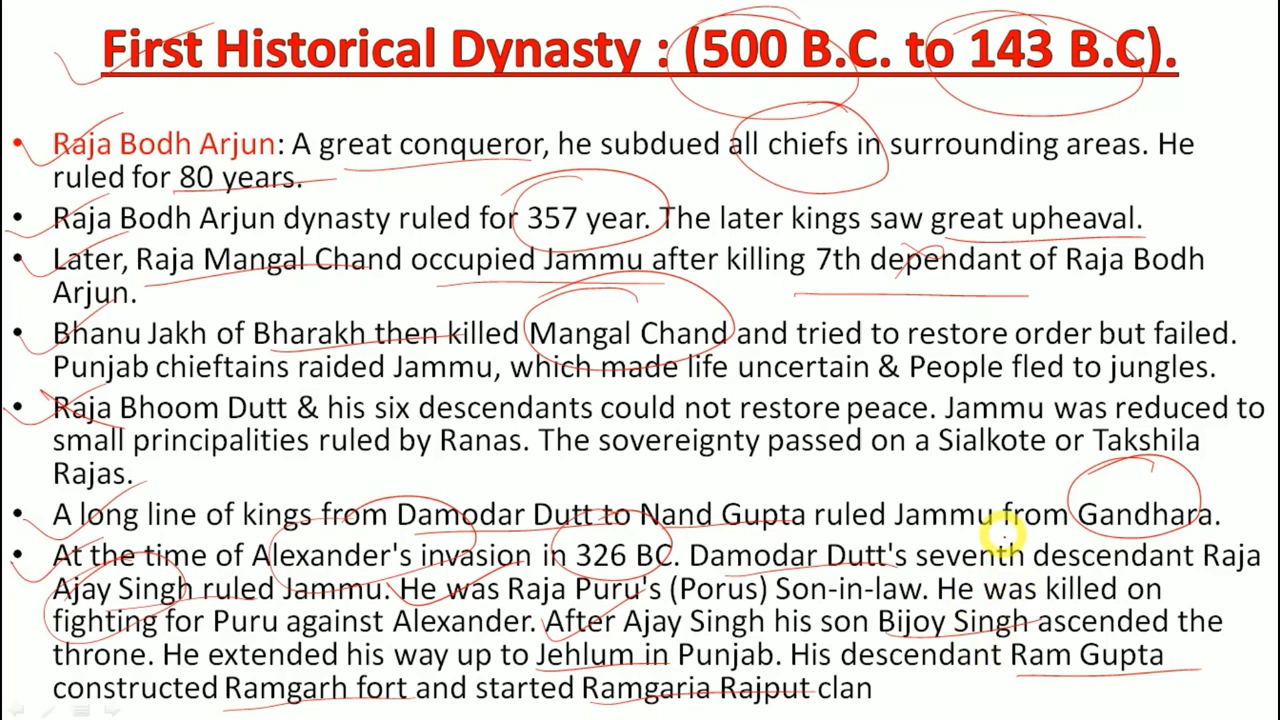 First Historical Dynasty : (500 B.C. to 143 B.C).
• Raja Bodh Arjun: A great conqueror, he subdued all chiefs in surrounding areas. He
ruled for 80 years.
• Raja Bodh Arjun dynasty ruled for 357 year. The later kings saw great upheaval.
• Later, Raja Mangal Chand occupied Jammu after killing 7th dependant of Raja Bodh
Arjun.
• Bhanu Jakh of Bharakh then killed Mangal Chand and tried to restore order but failed.
Punjab chieftains raided Jammu, which made life uncertain & People fled to jungles.
• Raja Bhoom Dutt & his six descendants could not restore peace. Jammu was reduced to
small principalities ruled by Ranas. The sovereignty passed on a Sialkote or Takshila
Rajas.
• A long line of kings from Damodar Dutt to Nand Gupta ruled Jammu from Gandhara.
• At the time of Alexander's invasion in 326 BC. Damodar Dutt's seventh descendant Raja
Ajay Singh ruled Jammu. He was Raja Puru's (Porus) Son-in-law. He was killed on
fighting for Puru against Alexander. After Ajay Singh his son Bijoy Singh ascended the
throne. He extended his way up to Jehlum in Punjab. His descendant Ram Gupta
constructed Ramgarh fort and started Ramgaria Rajput clan